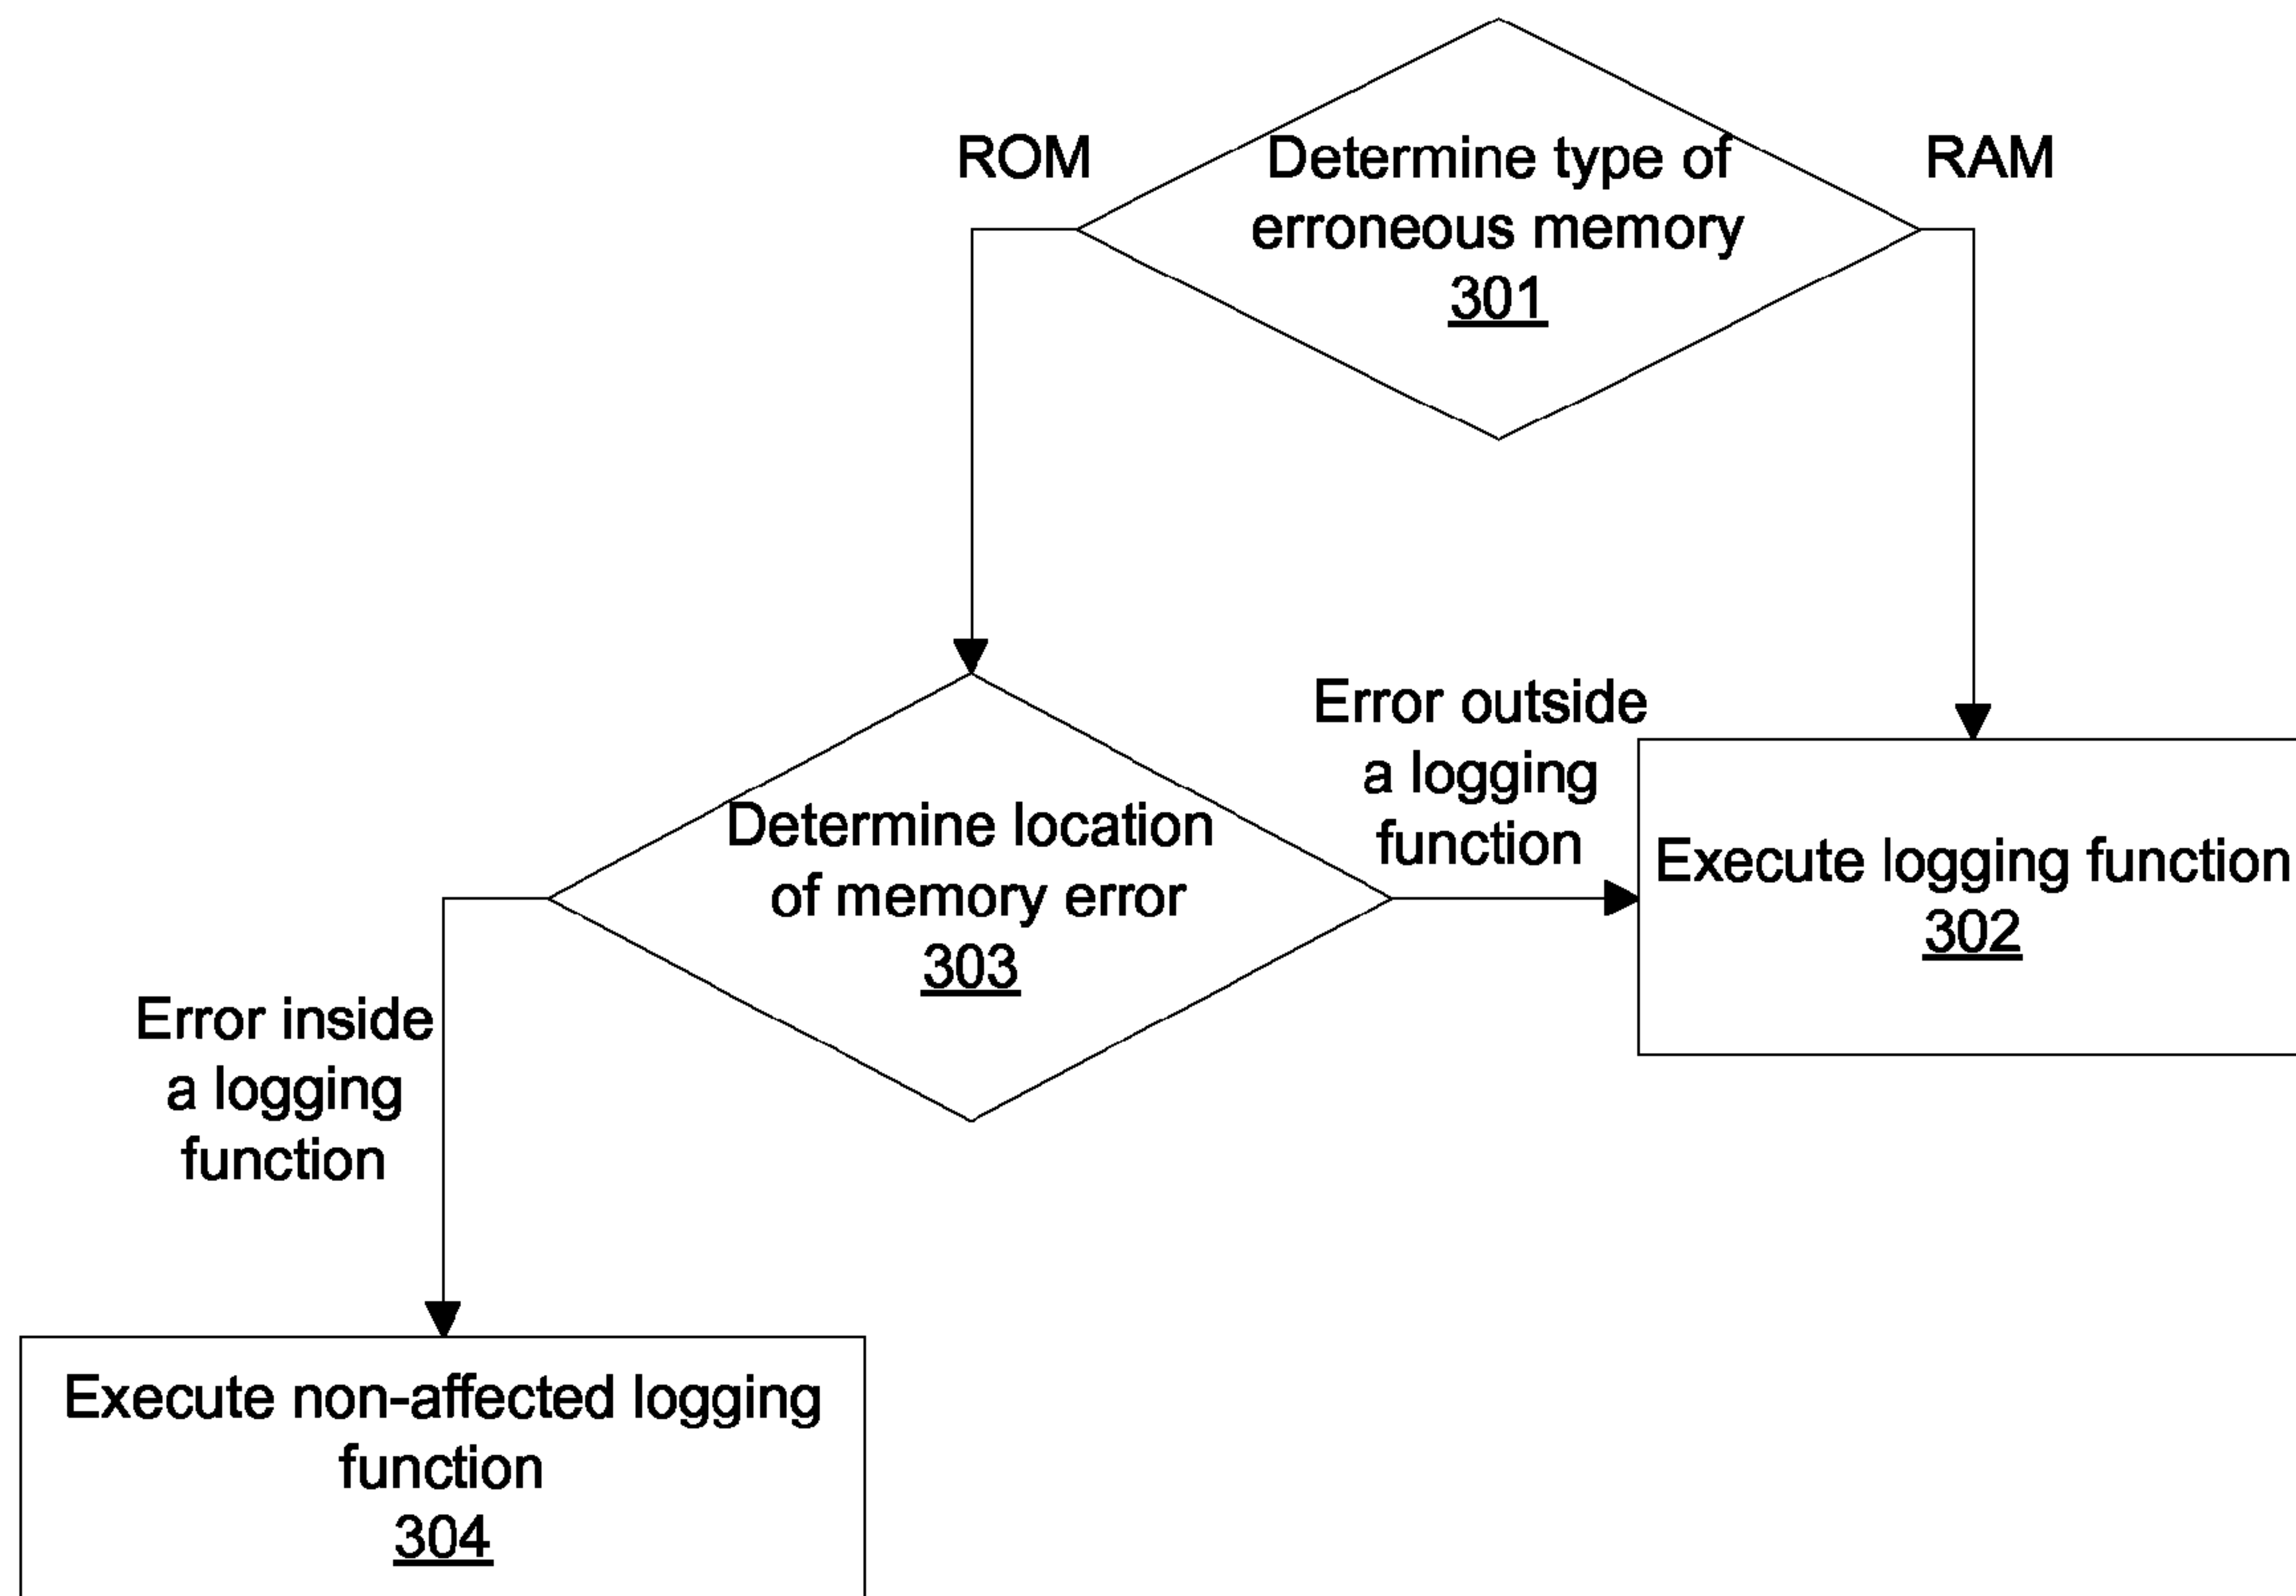 ROM
Determine type of
erroneous memory
301
RAM
Error outside
a logging
function
Determine location
of memory error
303
Execute logging function
302
Error inside
a logging
function
Execute non-affected logging
function
304